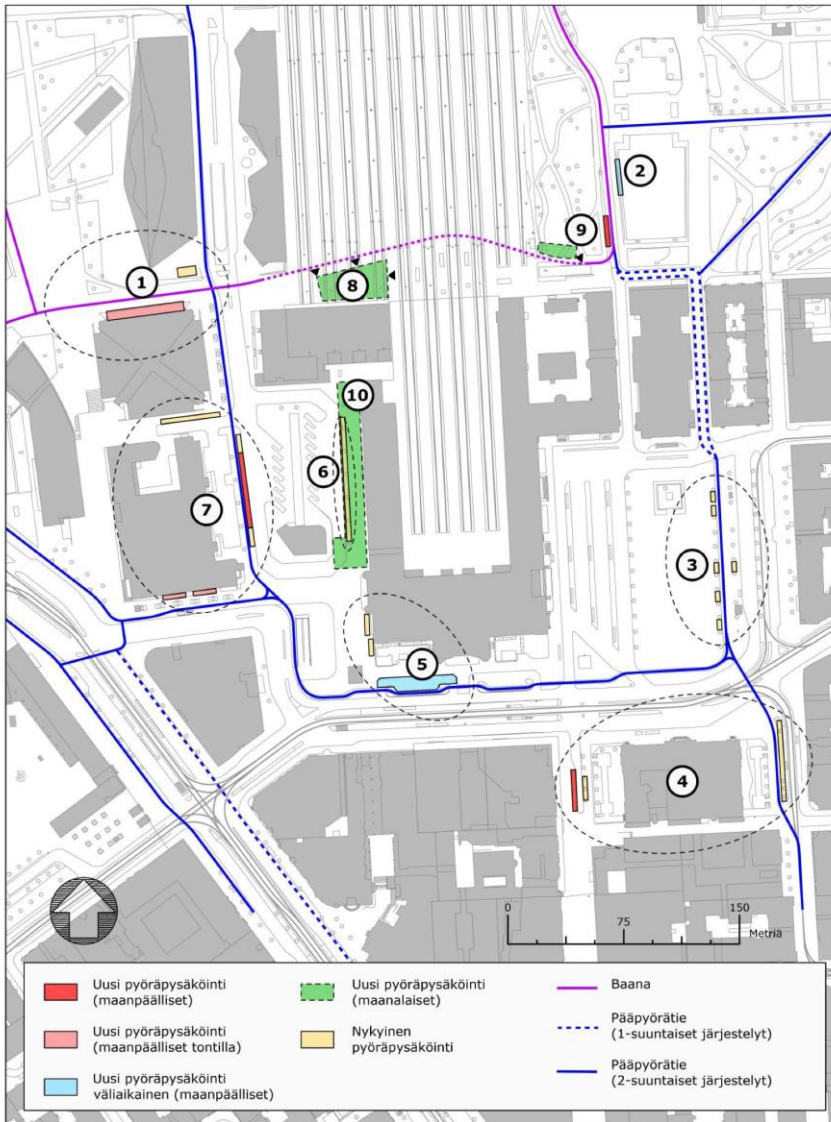 2
9
1
8
10
6
7
3
5
4
0
150
75
Metriä
Uusi pyöräpysäköinti
(maanpäälliset)
Uusi pyöräpysäköinti
(maanpäälliset tontilla)
Uusi pyöräpysäköinti
väliaikainen (maanpäälliset)
Uusi pyöräpysäköinti
(maanalaiset)
Nykyinen
pyöräpysäköinti
Baana
Pääpyörätie
(1-suuntaiset järjestelyt)
Pääpyörätie
(2-suuntaiset järjestelyt)